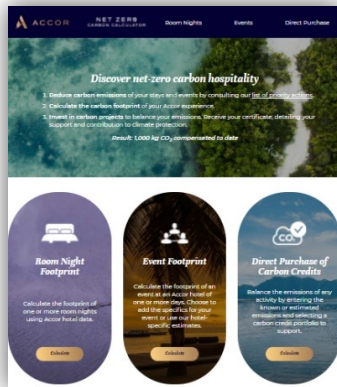 ACCOR
NET ZERO
CARBON CALCULATOR
Room Nights
Events
Direct Purchase
Discover net-zero carbon hospitality
1. Reduce carbon emissions of your stays and events by consulting our list of priority actions.
2. Calculate the carbon footprint of your Accor experience.
3. Invest in carbon projects to balance your emissions. Receive your certificate, detailing your
support and contribution to climate protection.
Result: 1,000 kg CO₂ compensated to date
Room Night
Footprint
Calculate the footprint of
one or more room nights
using Accor hotel data.
Calculate
Event Footprint
Calculate the footprint of an
event at an Accor hotel of
one or more days. Choose to
add the specifics for your
event or use our hotel-
specific estimates.
Calculate
CO₂
Direct Purchase of
Carbon Credits
Balance the emissions of any
activity by entering the
known or estimated
emissions and selecting a
carbon credit portfolio to
support.
Calculate